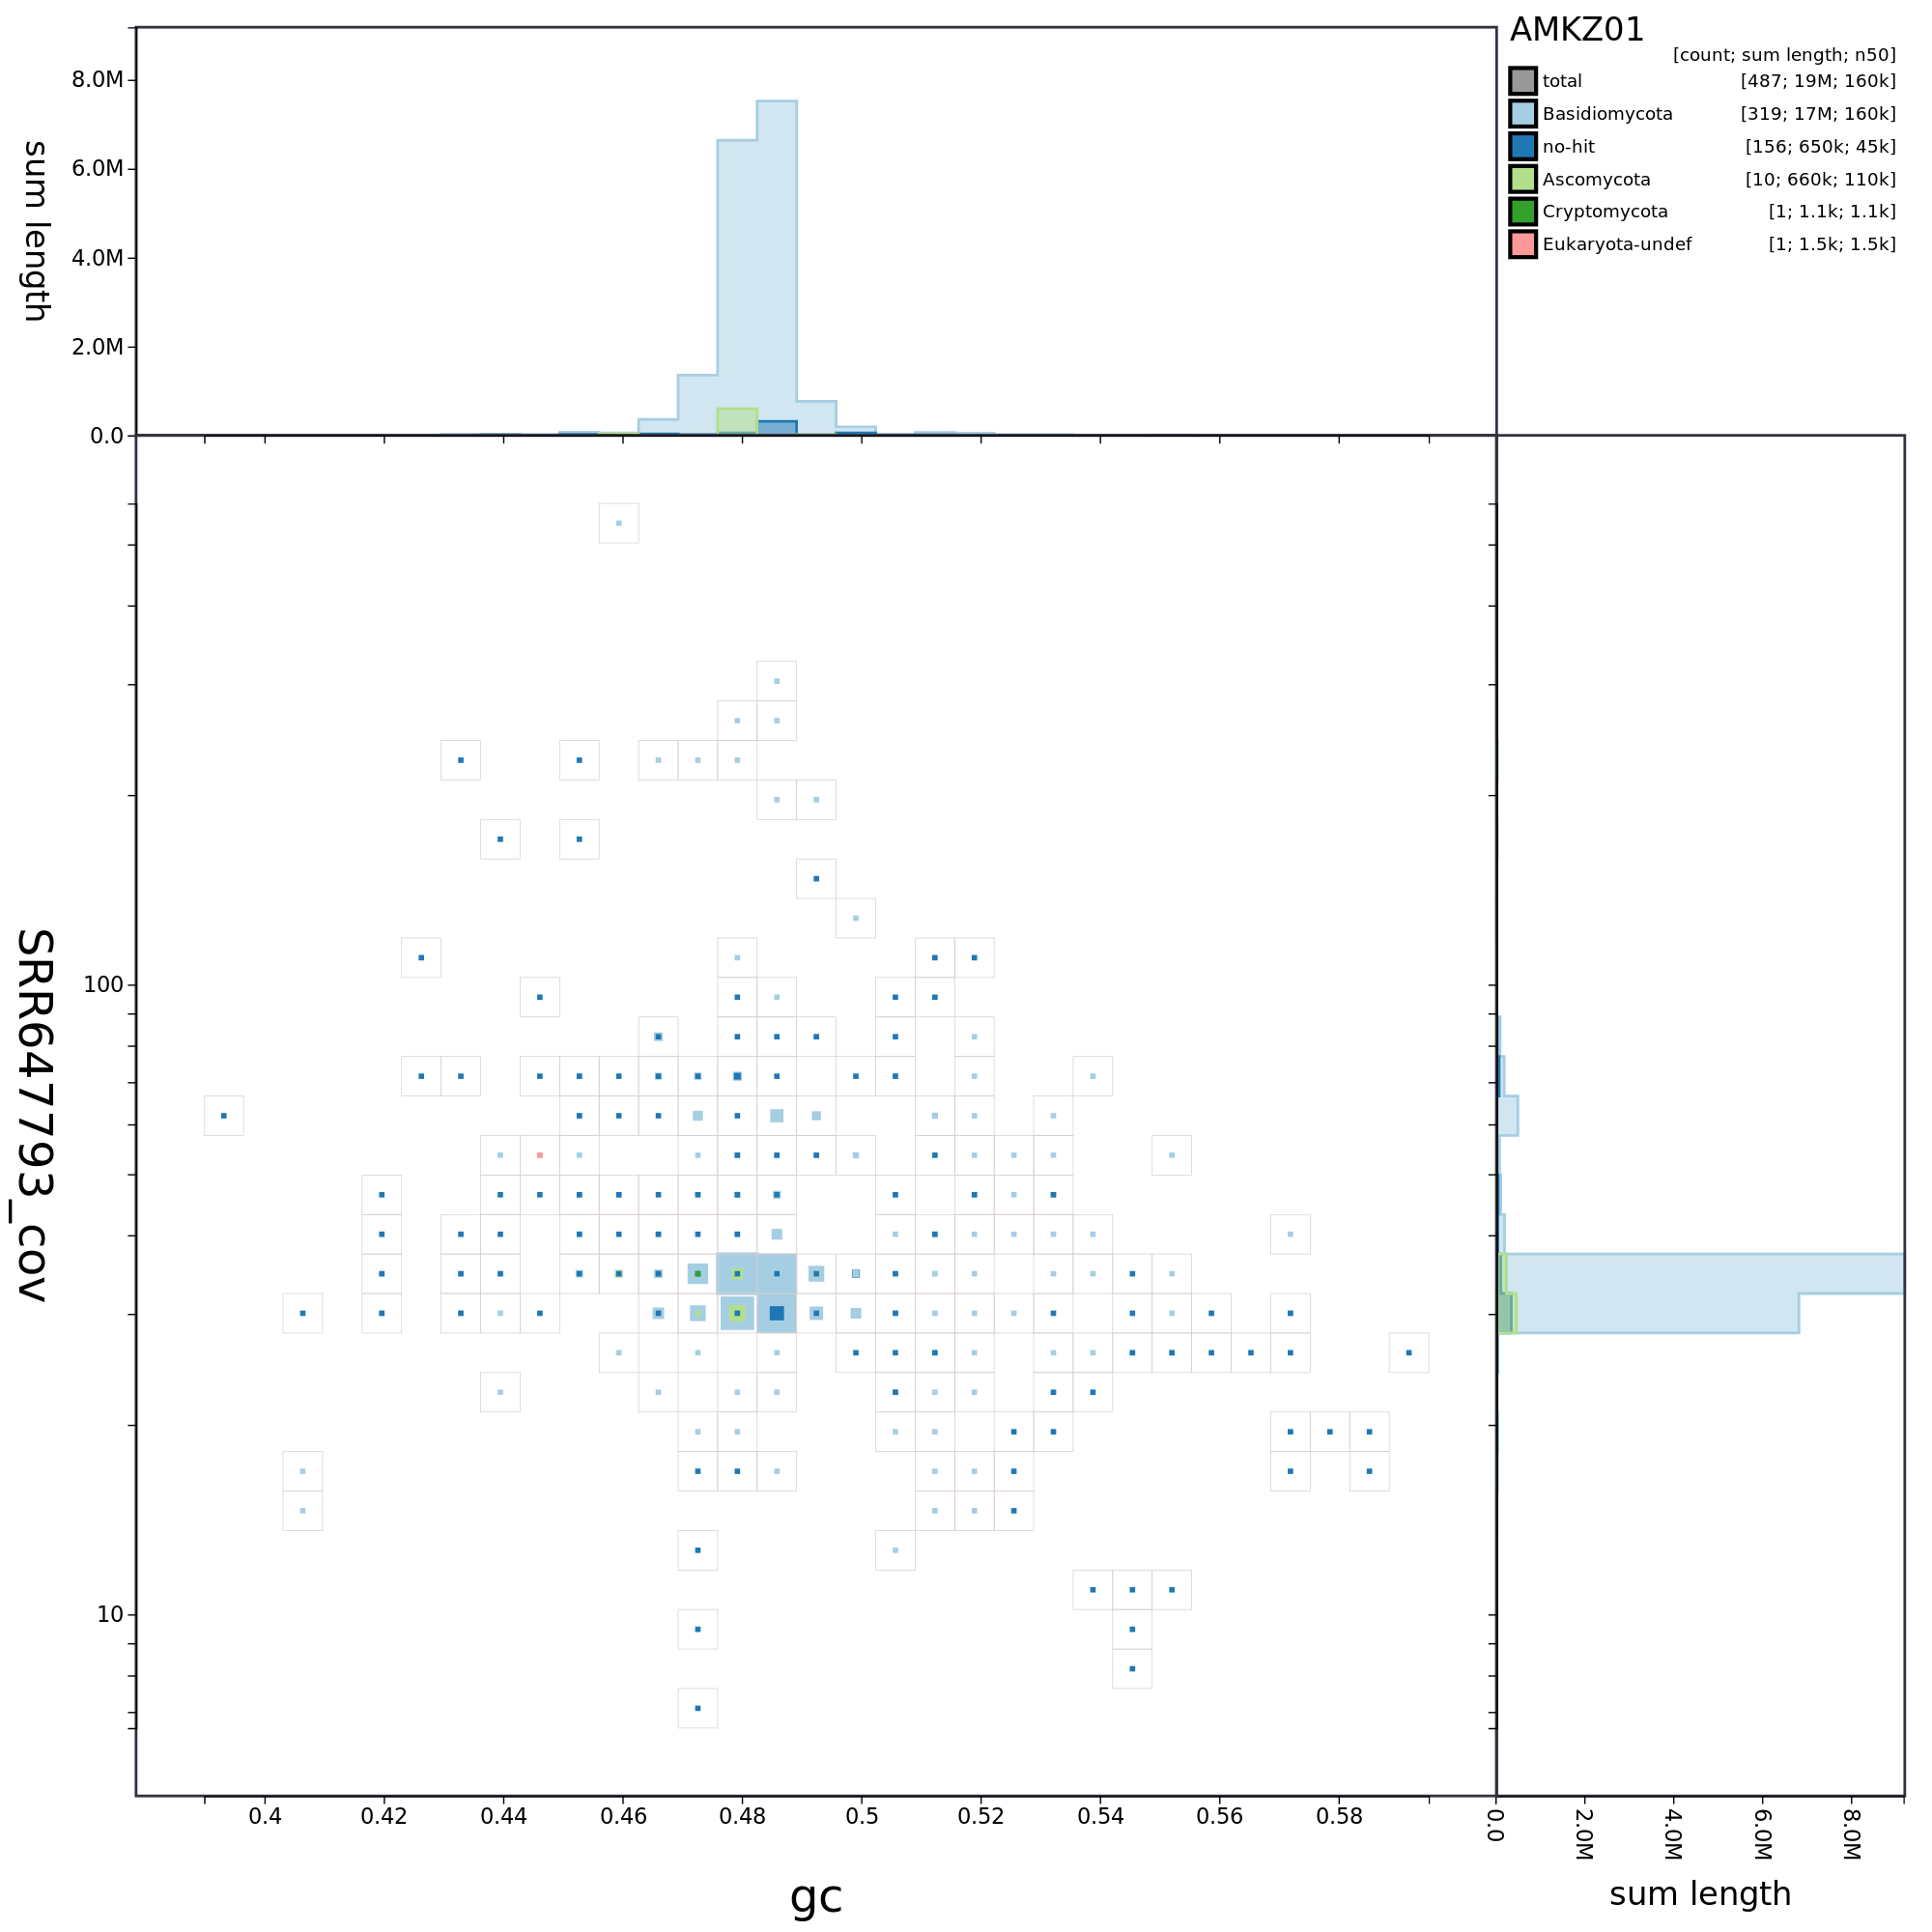 AMKZ01
[count; sum length; n50]
total [487; 19M; 160k]
Basidiomycota [319; 17M; 160k]
no-hit [156; 650k; 45k]
Ascomycota [10; 660k; 110k]
Cryptomycota [1; 1.1k; 1.1k]
Eukaryota-undef [1; 1.5k; 1.5k]
sum length
8.0M
6.0M
4.0M
2.0M
0.0
SRR647793_cov
100
10
0.4 0.42 0.44 0.46 0.48 0.5 0.52 0.54 0.56 0.58
gc
0.0 2.0M 4.0M 6.0M 8.0M
sum length